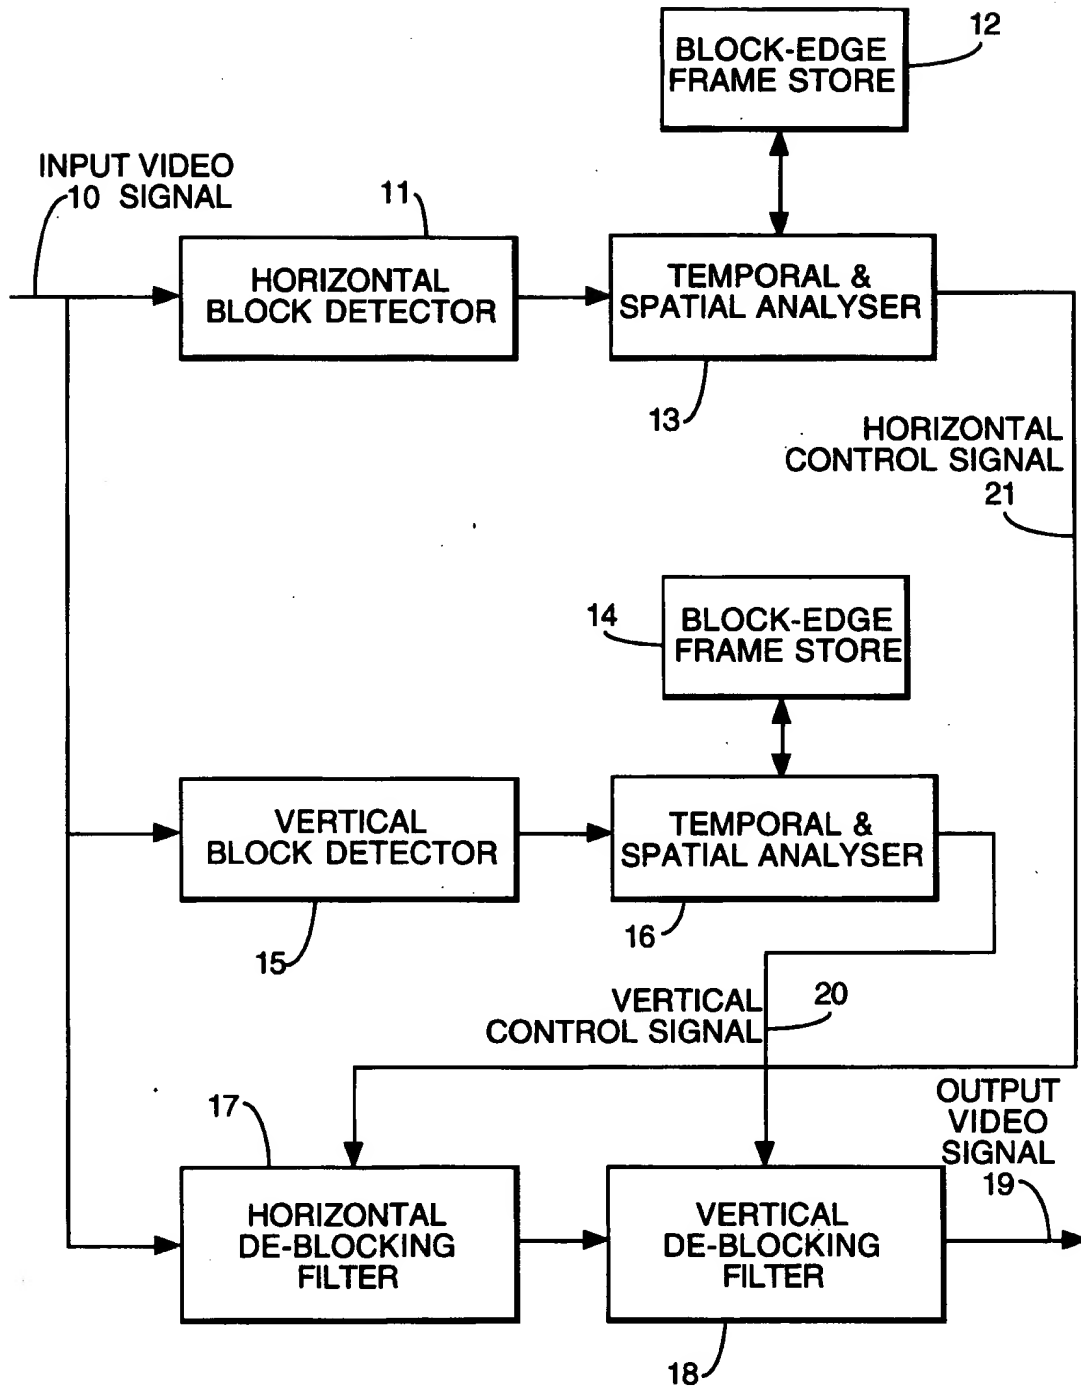 12
BLOCK-EDGE
FRAME STORE
INPUT VIDEO
10 SIGNAL
11
HORIZONTAL
BLOCK DETECTOR
TEMPORAL &
SPATIAL ANALYSER
13
HORIZONTAL
CONTROL SIGNAL
21
14
BLOCK-EDGE
FRAME STORE
VERTICAL
BLOCK DETECTOR
TEMPORAL &
SPATIAL ANALYSER
15
16
VERTICAL
CONTROL SIGNAL
20
17
OUTPUT
VIDEO
SIGNAL
19
HORIZONTAL
DE-BLOCKING
FILTER
VERTICAL
DE-BLOCKING
FILTER
18